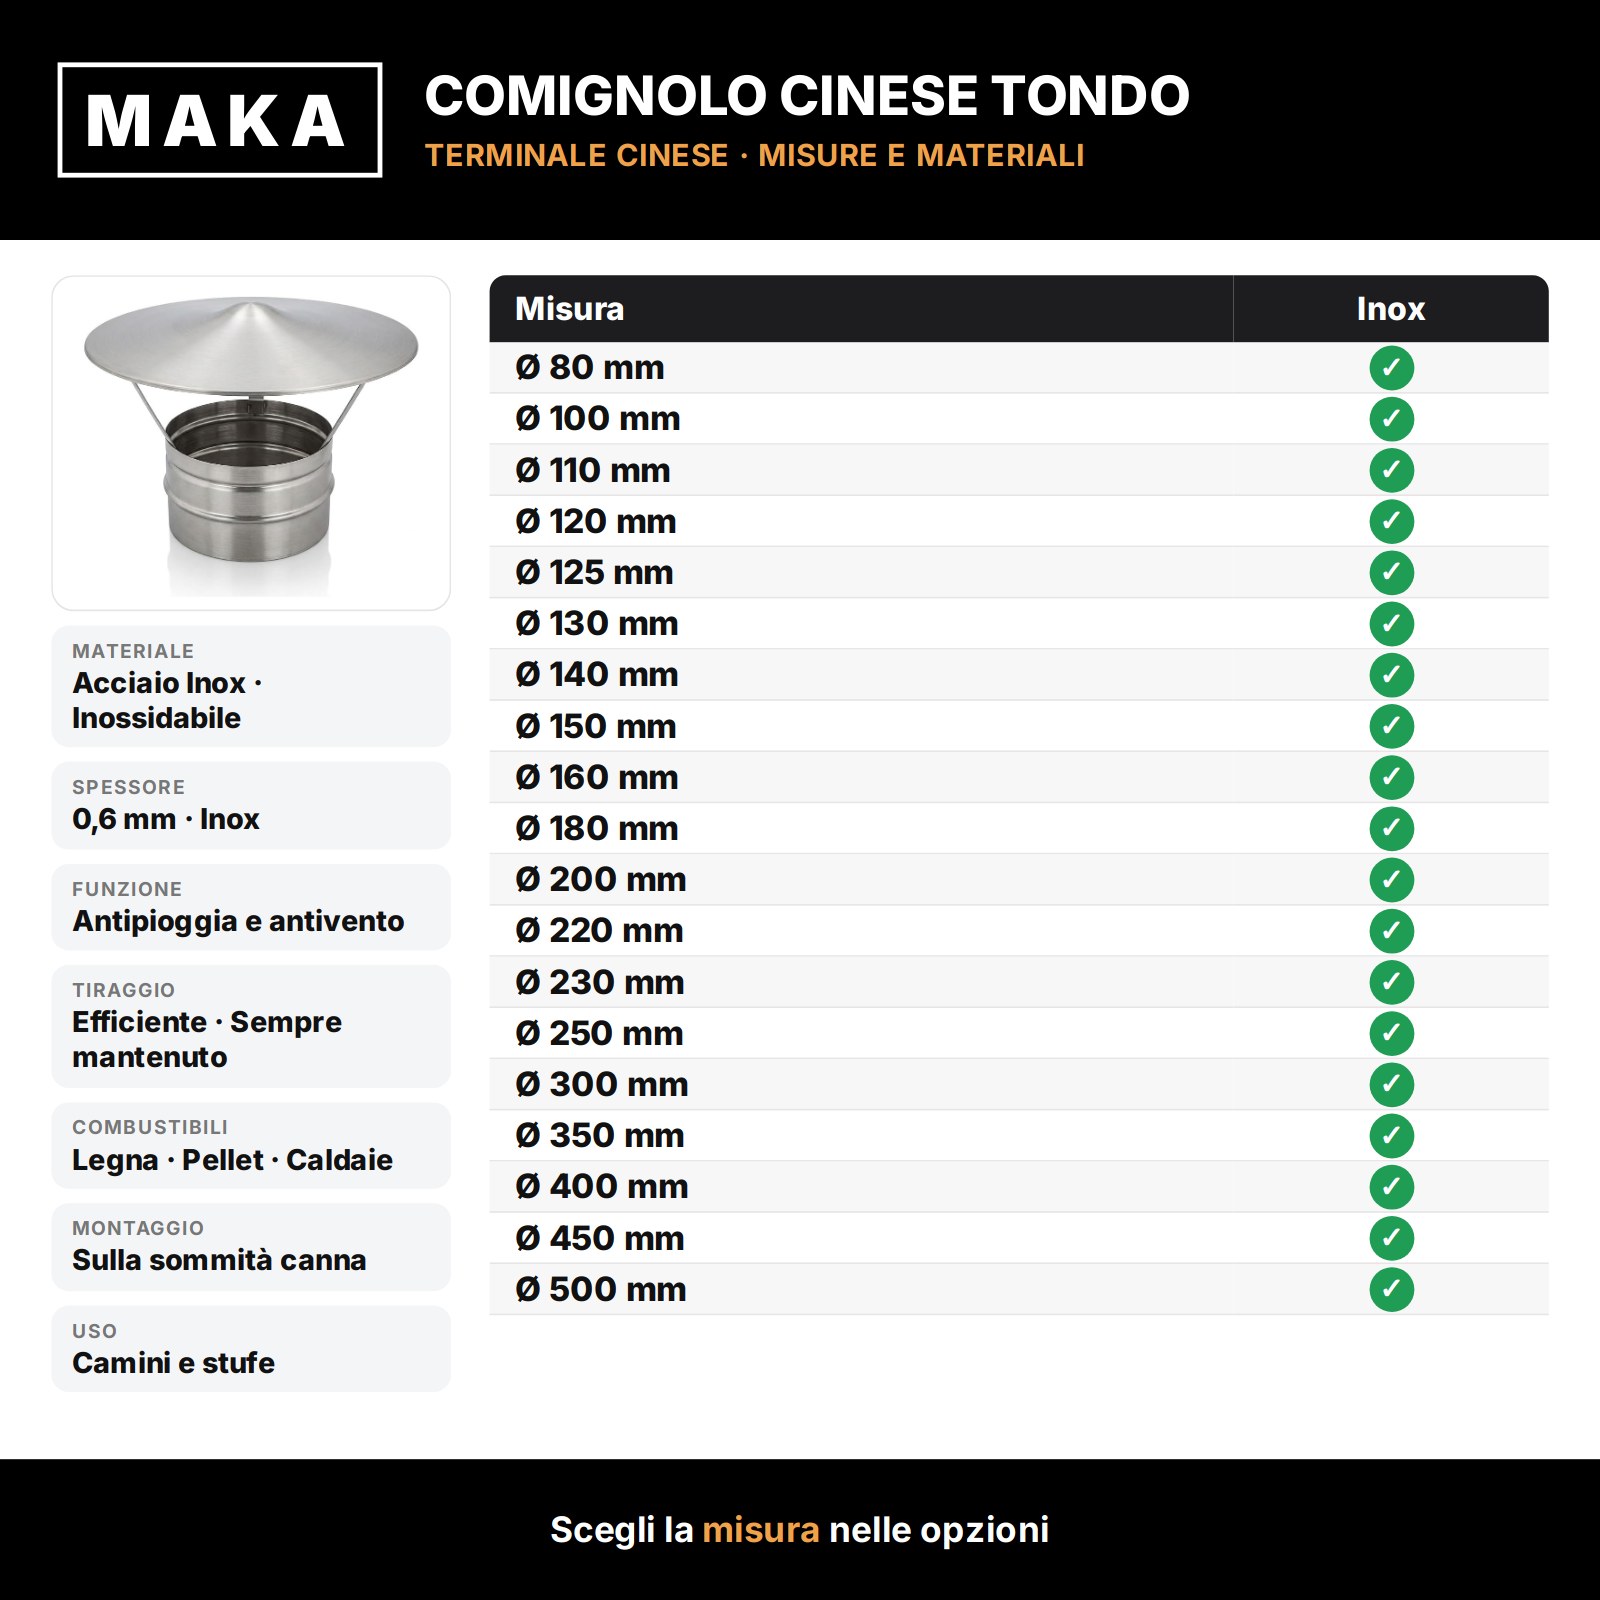 MAKA
COMIGNOLO CINESE TONDO
TERMINALE CINESE · MISURE E MATERIALI
MATERIALE
Acciaio Inox ·
Inossidabile
SPESSORE
0,6 mm · Inox
FUNZIONE
Antipioggia e antivento
TIRAGGIO
Efficiente · Sempre
mantenuto
COMBUSTIBILI
Legna · Pellet · Caldaie
MONTAGGIO
Sulla sommità canna
USO
Camini e stufe
Misura Inox
Ø 80 mm ✓
Ø 100 mm ✓
Ø 110 mm ✓
Ø 120 mm ✓
Ø 125 mm ✓
Ø 130 mm ✓
Ø 140 mm ✓
Ø 150 mm ✓
Ø 160 mm ✓
Ø 180 mm ✓
Ø 200 mm ✓
Ø 220 mm ✓
Ø 230 mm ✓
Ø 250 mm ✓
Ø 300 mm ✓
Ø 350 mm ✓
Ø 400 mm ✓
Ø 450 mm ✓
Ø 500 mm ✓
Scegli la misura nelle opzioni